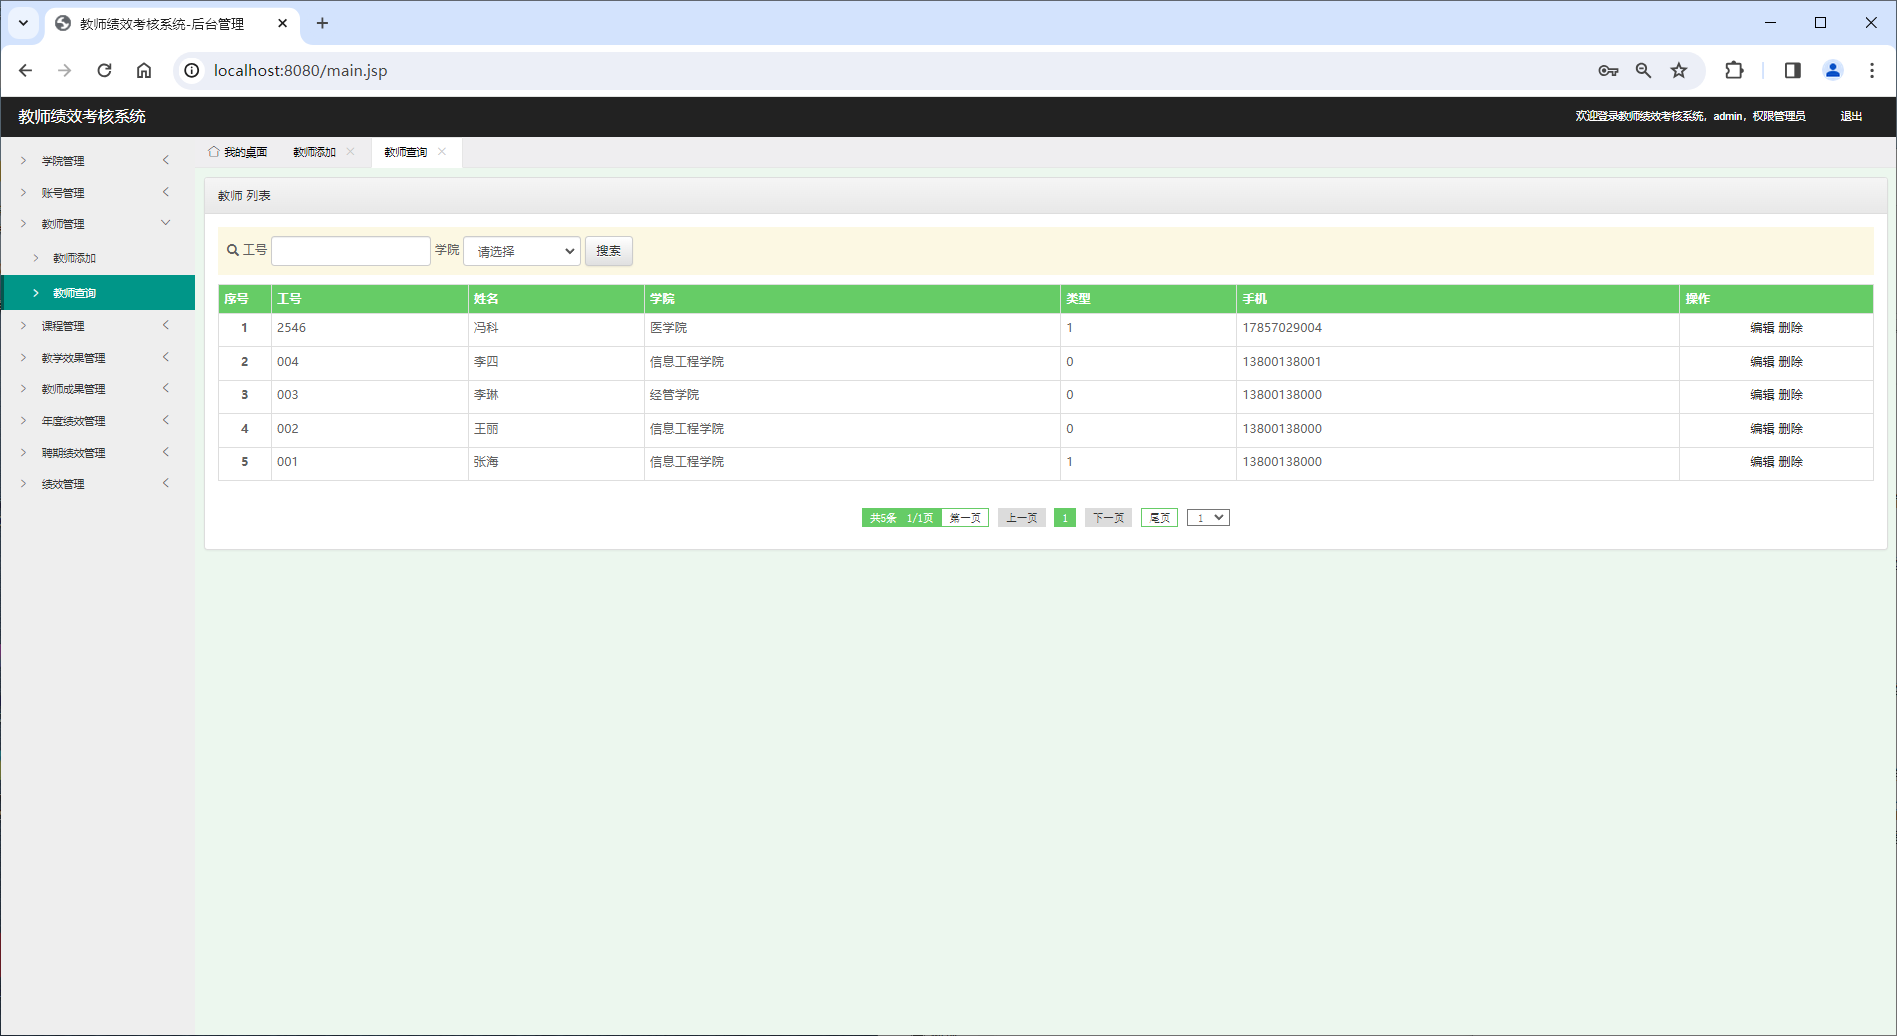 教师绩效考核系统-后台管理
localhost:8080/main.jsp
教师绩效考核系统
欢迎登录教师绩效考核系统，admin，权限管理员 退出
学院管理
账号管理
教师管理
教师添加
教师查询
课程管理
教学效果管理
教师成果管理
年度绩效管理
聘期绩效管理
绩效管理
我的桌面 教师添加 教师查询
教师 列表
工号 学院 请选择 搜索
序号 工号 姓名 学院 类型 手机 操作
1 2546 冯科 医学院 1 17857029004 编辑 删除
2 004 李四 信息工程学院 0 13800138001 编辑 删除
3 003 李琳 经管学院 0 13800138000 编辑 删除
4 002 王丽 信息工程学院 0 13800138000 编辑 删除
5 001 张海 信息工程学院 1 13800138000 编辑 删除
共5条 1/1页 第一页 上一页 1 下一页 尾页 1